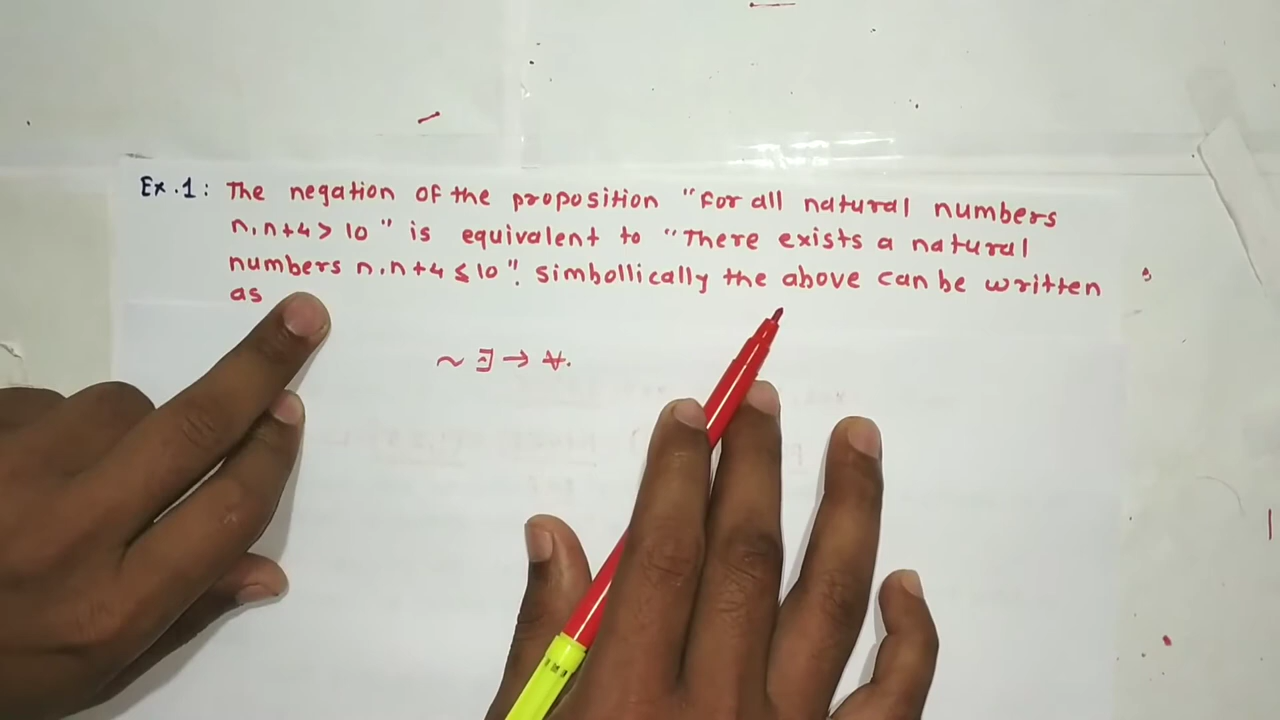 Ex.1: The negation of the proposition "For all natural numbers
n, n+4 > 10" is equivalent to "There exists a natural
numbers n, n+4 ≤ 10". Simbollically the above can be written
as
~ ∃ → ∀.